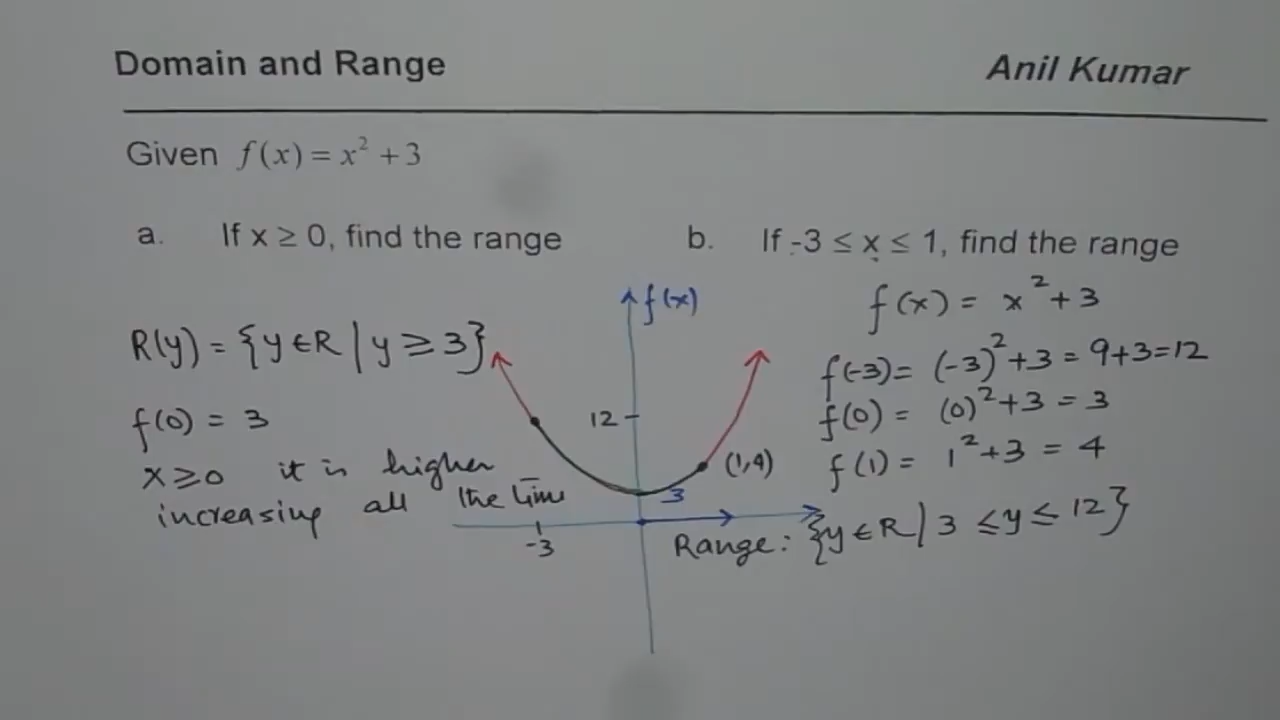 Domain and Range
Anil Kumar
Given f(x) = x² + 3
a. If x ≥ 0, find the range
R(y) = {y ∈ R | y ≥ 3}
f(0) = 3
x ≥ 0 it is higher
increasing all the time
b. If -3 ≤ x ≤ 1, find the range
f(x) = x² + 3
f(-3) = (-3)² + 3 = 9 + 3 = 12
f(0) = (0)² + 3 = 3
f(1) = 1² + 3 = 4
Range: {y ∈ R | 3 ≤ y ≤ 12}
f(x)
12
(1,4)
3
-3